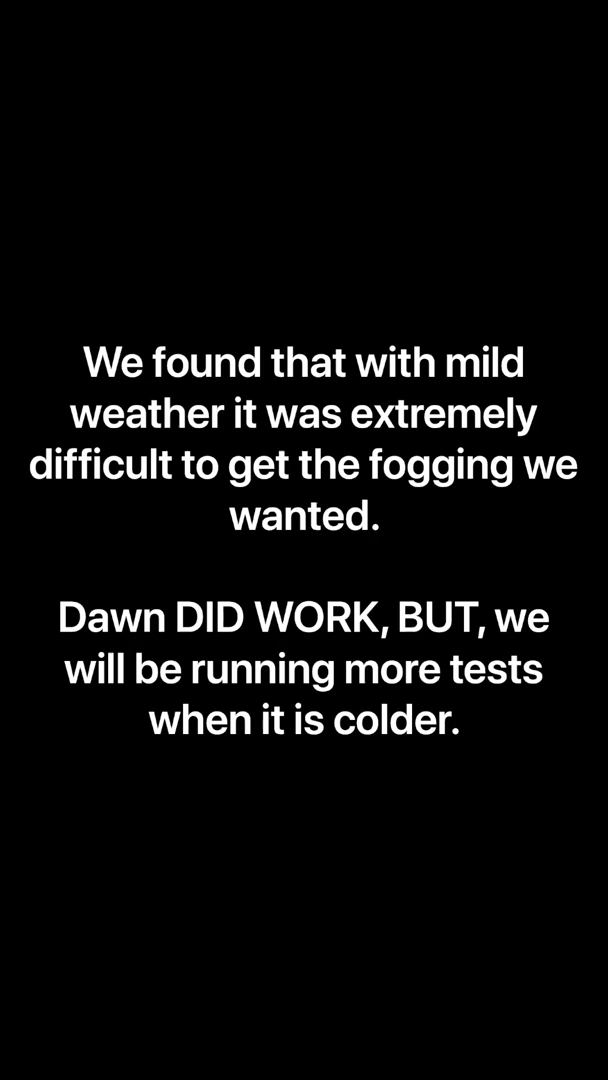 We found that with mild
weather it was extremely
difficult to get the fogging we
wanted.
Dawn DID WORK, BUT, we
will be running more tests
when it is colder.